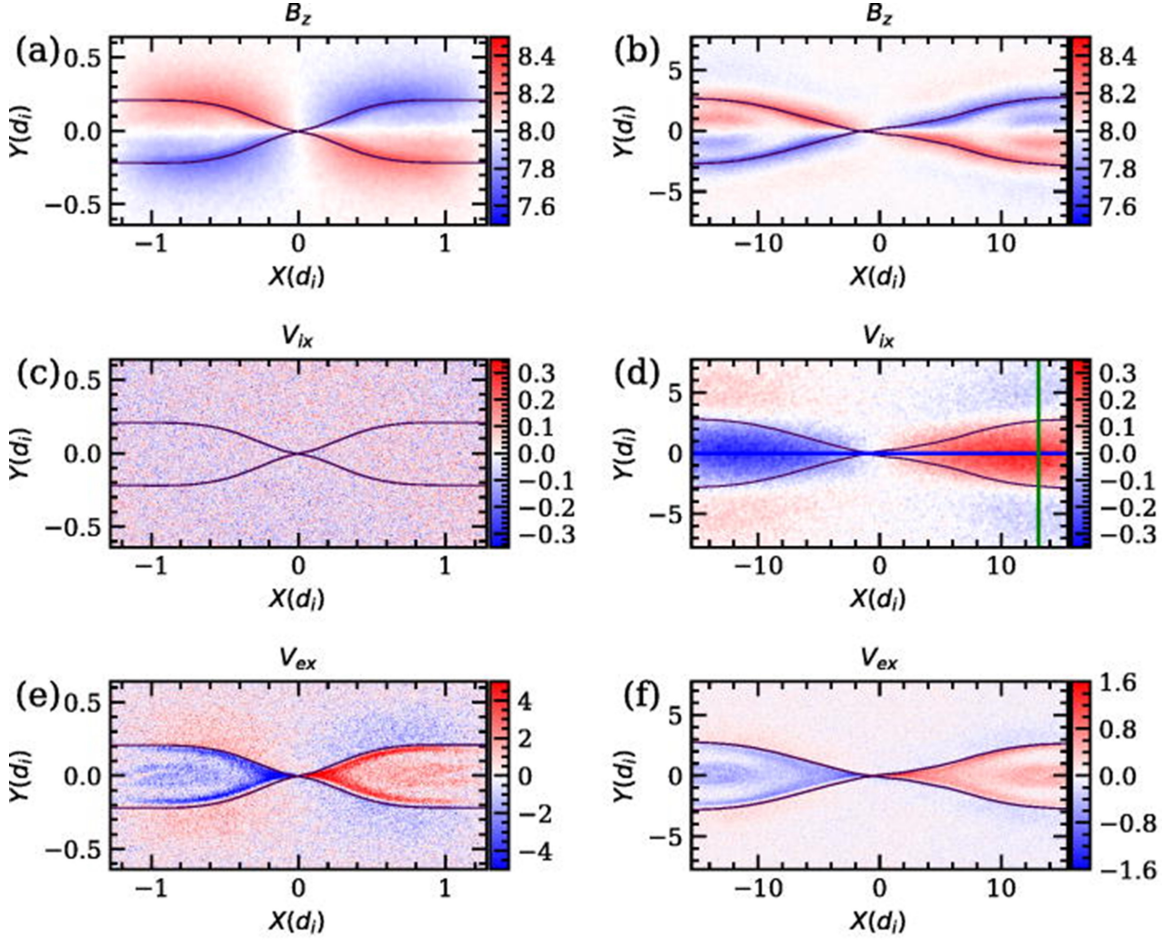 B_z
(a)
0.5
0.0
−0.5
Y(d_i)
−1
0
1
X(d_i)
8.4
8.2
8.0
7.8
7.6
B_z
(b)
5
0
−5
Y(d_i)
−10
0
10
X(d_i)
8.4
8.2
8.0
7.8
7.6
V_ix
(c)
0.5
0.0
−0.5
Y(d_i)
−1
0
1
X(d_i)
0.3
0.2
0.1
−0.1
−0.2
−0.3
V_ix
(d)
5
0
−5
Y(d_i)
−10
0
10
X(d_i)
0.3
0.2
0.1
−0.1
−0.2
−0.3
V_ex
(e)
0.5
0.0
−0.5
Y(d_i)
−1
0
1
X(d_i)
4
2
0
−2
−4
V_ex
(f)
5
0
−5
Y(d_i)
−10
0
10
X(d_i)
1.6
0.8
0.0
−0.8
−1.6